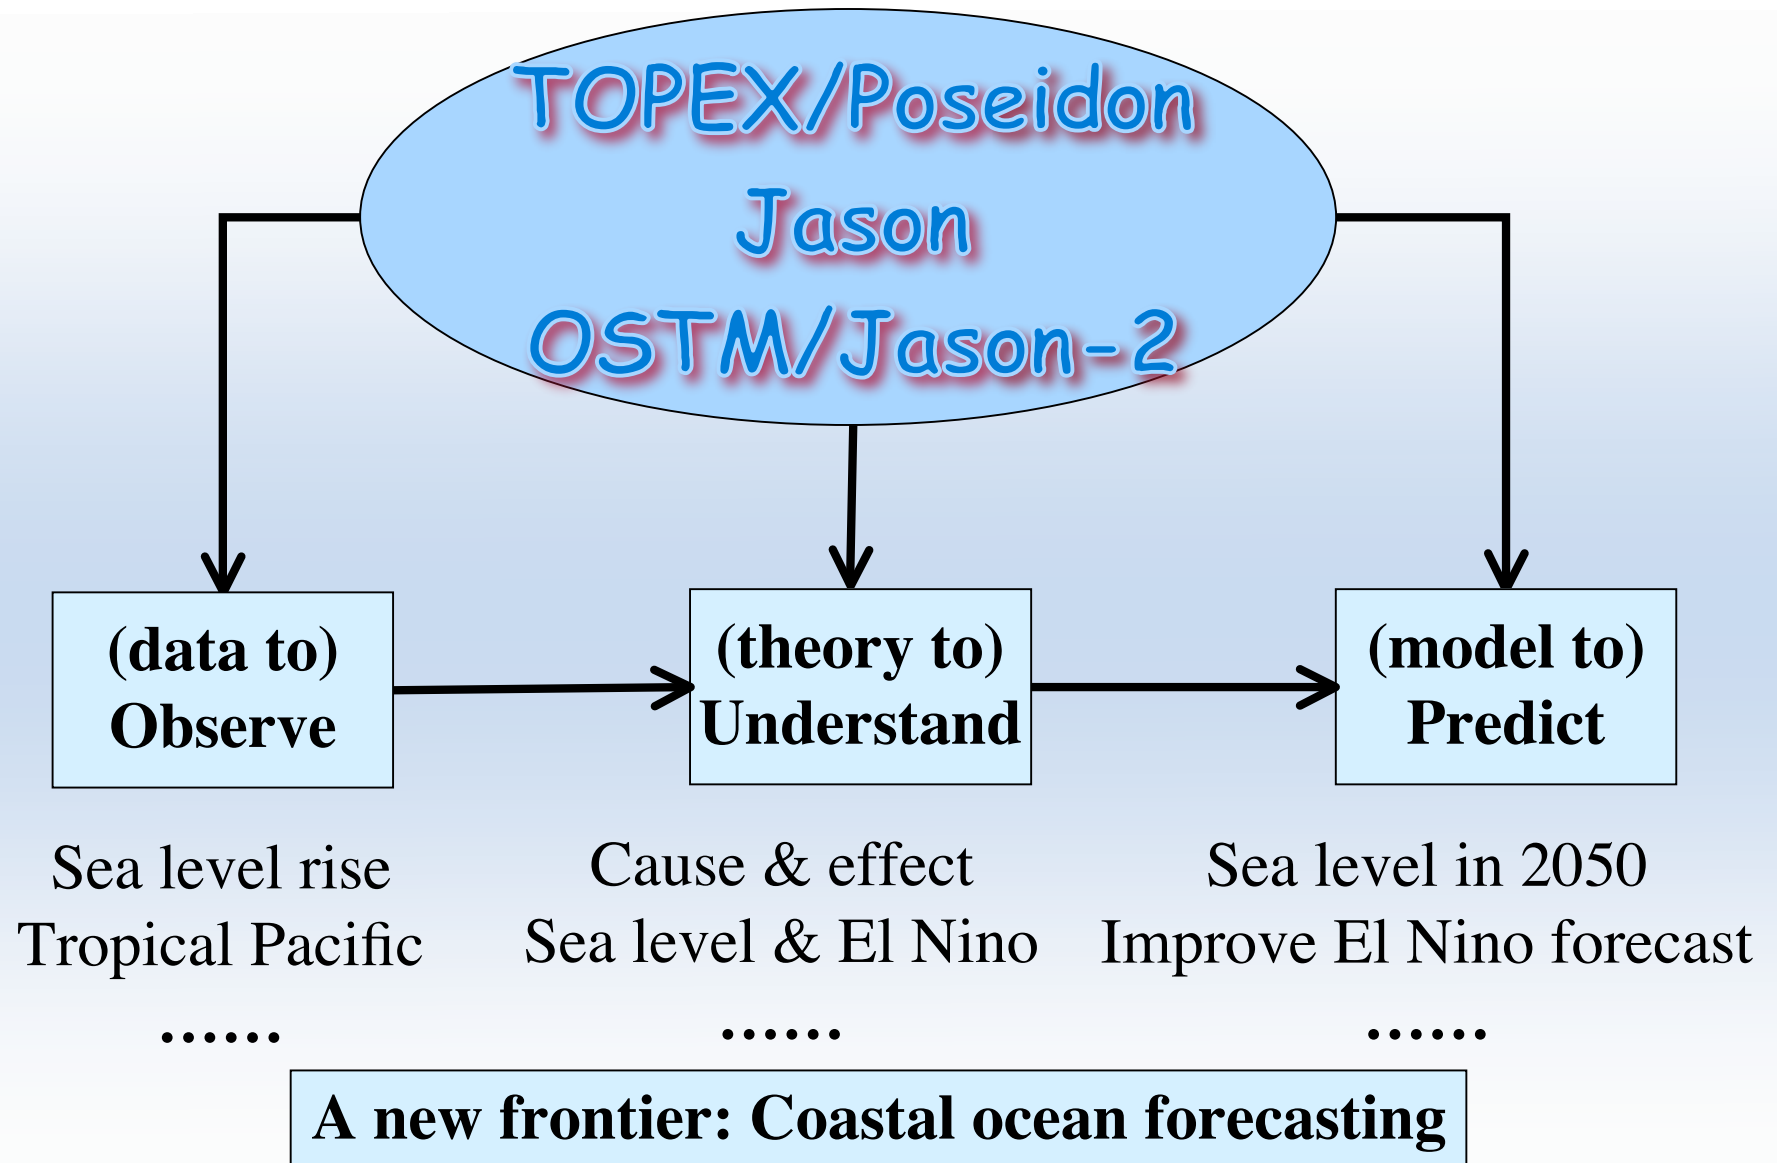 TOPEX/Poseidon
Jason
OSTM/Jason-2
(data to)
Observe
(theory to)
Understand
(model to)
Predict
Sea level rise
Tropical Pacific
......
Cause & effect
Sea level & El Nino
......
Sea level in 2050
Improve El Nino forecast
......
A new frontier: Coastal ocean forecasting